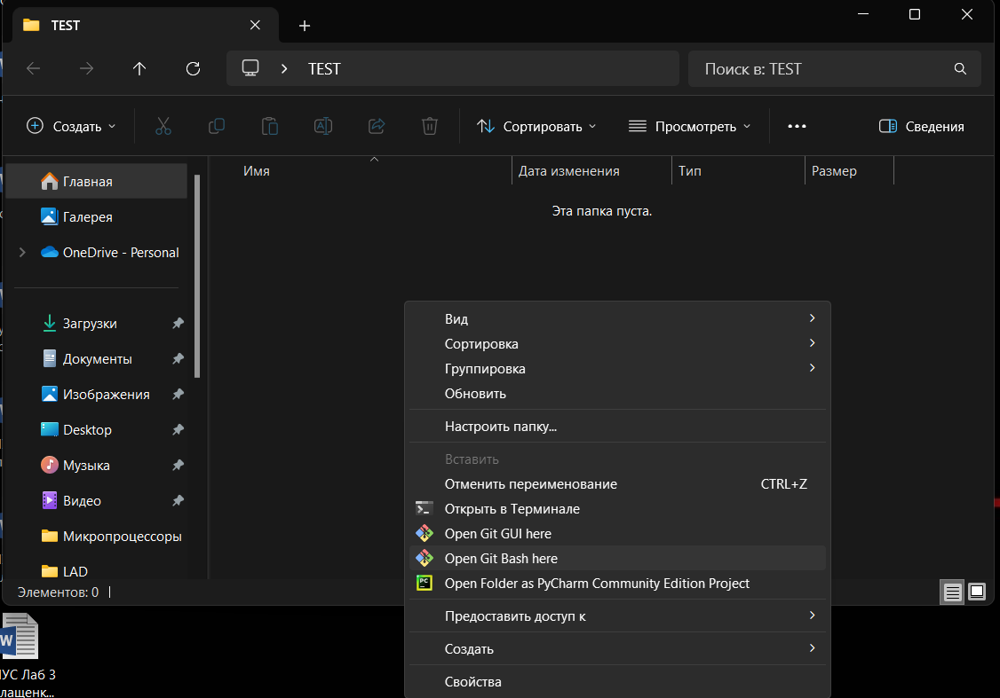 TEST
TEST
Поиск в: TEST
Создать
Сортировать
Просмотреть
Сведения
Имя
Дата изменения
Тип
Размер
Эта папка пуста.
Главная
Галерея
OneDrive - Personal
Загрузки
Документы
Изображения
Desktop
Музыка
Видео
Микропроцессоры
LAD
Элементов: 0
Вид
Сортировка
Группировка
Обновить
Настроить папку...
Вставить
Отменить переименование CTRL+Z
Открыть в Терминале
Open Git GUI here
Open Git Bash here
Open Folder as PyCharm Community Edition Project
Предоставить доступ к
Создать
Свойства
УС Лаб 3
лащенк...